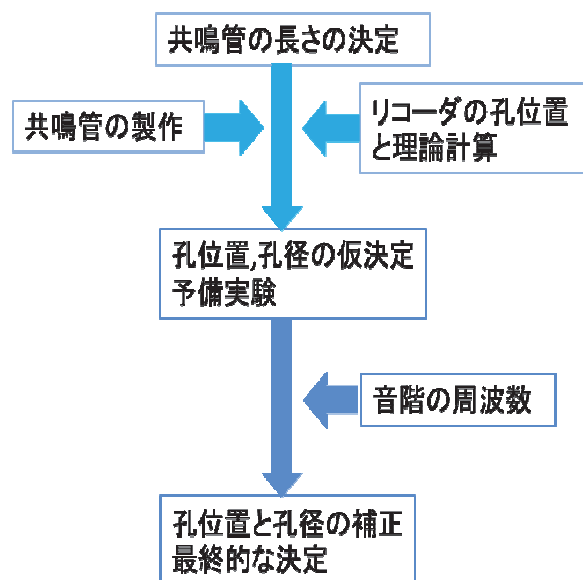 共鳴管の長さの決定
共鳴管の製作
リコーダの孔位置
と理論計算
孔位置,孔径の仮決定
予備実験
音階の周波数
孔位置と孔径の補正
最終的な決定